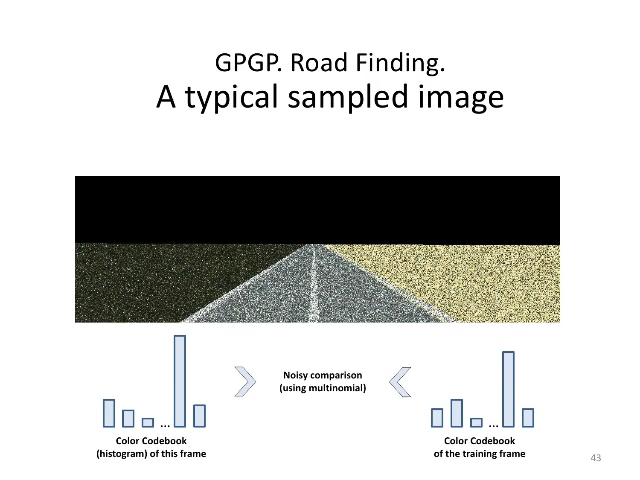 GPGP. Road Finding.
A typical sampled image
Noisy comparison
(using multinomial)
...
...
Color Codebook
(histogram) of this frame
Color Codebook
of the training frame
43